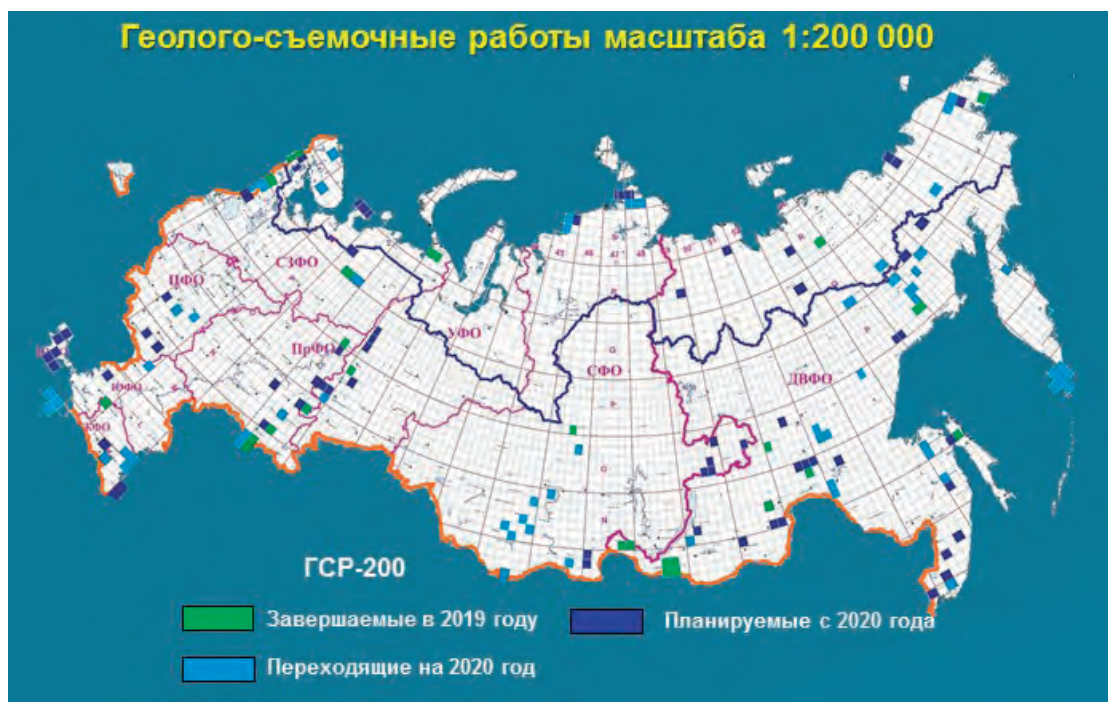 Геолого-съемочные работы масштаба 1:200 000
СЗФО
ЦФО
УФО
ПрФО
СФО
ДВФО
ЮФО
ГСР-200
Завершаемые в 2019 году
Планируемые с 2020 года
Переходящие на 2020 год